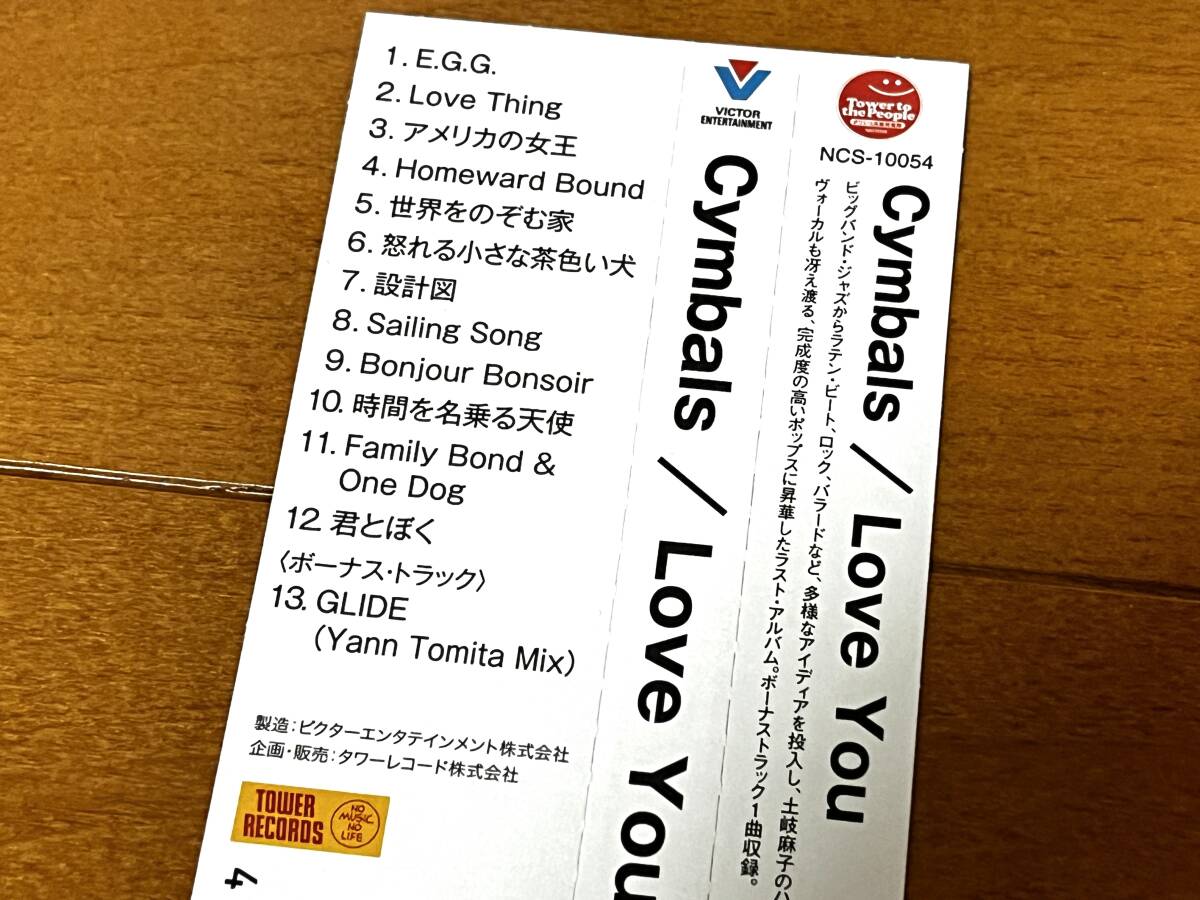 1. E.G.G.
2. Love Thing
3. アメリカの女王
4. Homeward Bound
5. 世界をのぞむ家
6. 怒れる小さな茶色い犬
7. 設計図
8. Sailing Song
9. Bonjour Bonsoir
10. 時間を名乗る天使
11. Family Bond &
One Dog
12. 君とぼく
〈ボーナス・トラック〉
13. GLIDE
(Yann Tomita Mix)
製造：ビクターエンタテインメント株式会社
企画・販売：タワーレコード株式会社
TOWER
RECORDS
NO
MUSIC
NO
LIFE
4
VICTOR
ENTERTAINMENT
Cymbals / Love You
Tower to
the People
NCS-10054
Cymbals / Love You
ビッグバンド・ジャズからラテン・ビート、ロック、バラードなど、多様なアイディアを投入し、土岐麻子のハ
ヴォーカルも冴え渡る、完成度の高いポップスに昇華したラスト・アルバム。ボーナストラック1曲収録。